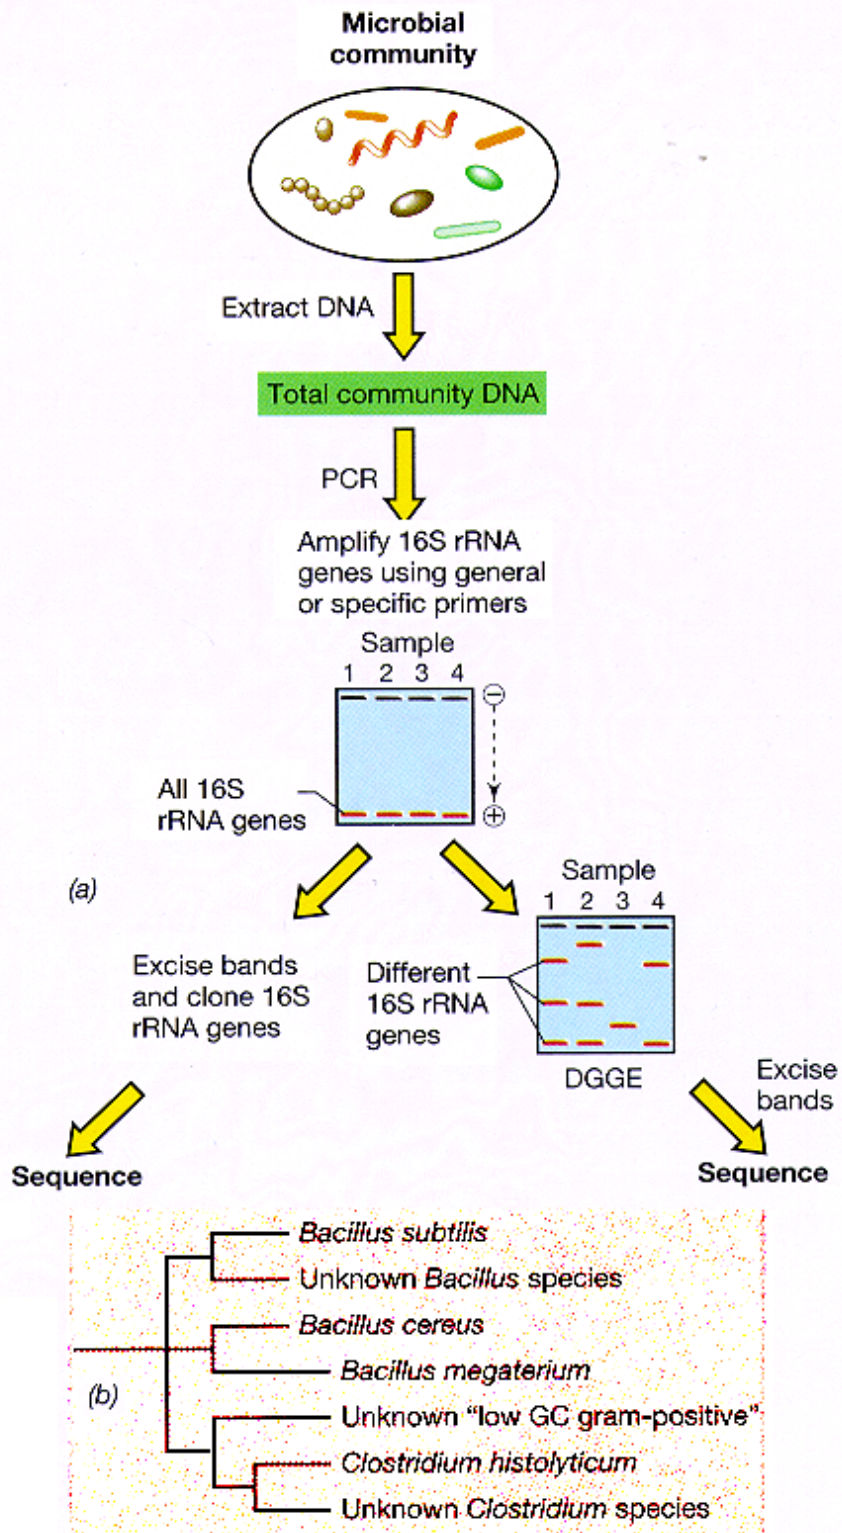 Microbial
community
Extract DNA
Total community DNA
PCR
Amplify 16S rRNA
genes using general
or specific primers
Sample
1 2 3 4
−
All 16S
rRNA genes
+
(a)
Sample
1 2 3 4
Excise bands
and clone 16S
rRNA genes
Different
16S rRNA
genes
DGGE
Excise
bands
Sequence
Sequence
Bacillus subtilis
Unknown Bacillus species
Bacillus cereus
Bacillus megaterium
(b)
Unknown “low GC gram-positive”
Clostridium histolyticum
Unknown Clostridium species